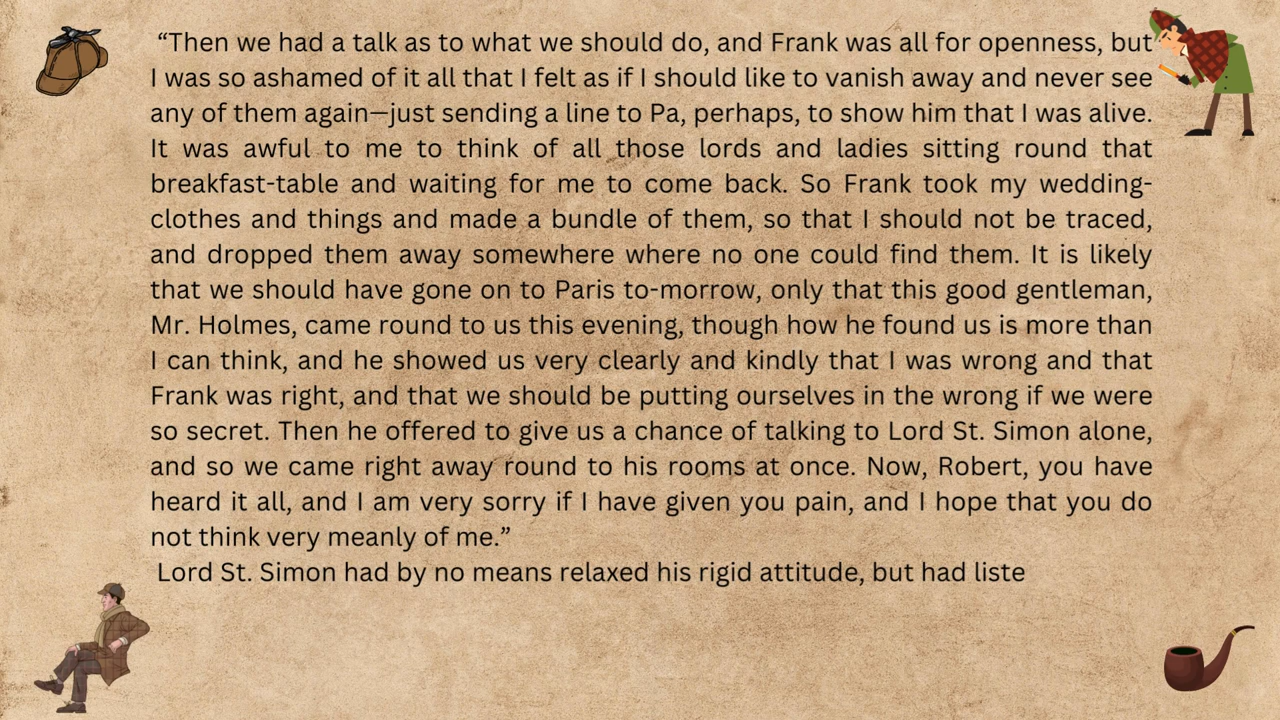 “Then we had a talk as to what we should do, and Frank was all for openness, but
I was so ashamed of it all that I felt as if I should like to vanish away and never see
any of them again—just sending a line to Pa, perhaps, to show him that I was alive.
It was awful to me to think of all those lords and ladies sitting round that
breakfast-table and waiting for me to come back. So Frank took my wedding-
clothes and things and made a bundle of them, so that I should not be traced,
and dropped them away somewhere where no one could find them. It is likely
that we should have gone on to Paris to-morrow, only that this good gentleman,
Mr. Holmes, came round to us this evening, though how he found us is more than
I can think, and he showed us very clearly and kindly that I was wrong and that
Frank was right, and that we should be putting ourselves in the wrong if we were
so secret. Then he offered to give us a chance of talking to Lord St. Simon alone,
and so we came right away round to his rooms at once. Now, Robert, you have
heard it all, and I am very sorry if I have given you pain, and I hope that you do
not think very meanly of me.”
Lord St. Simon had by no means relaxed his rigid attitude, but had liste